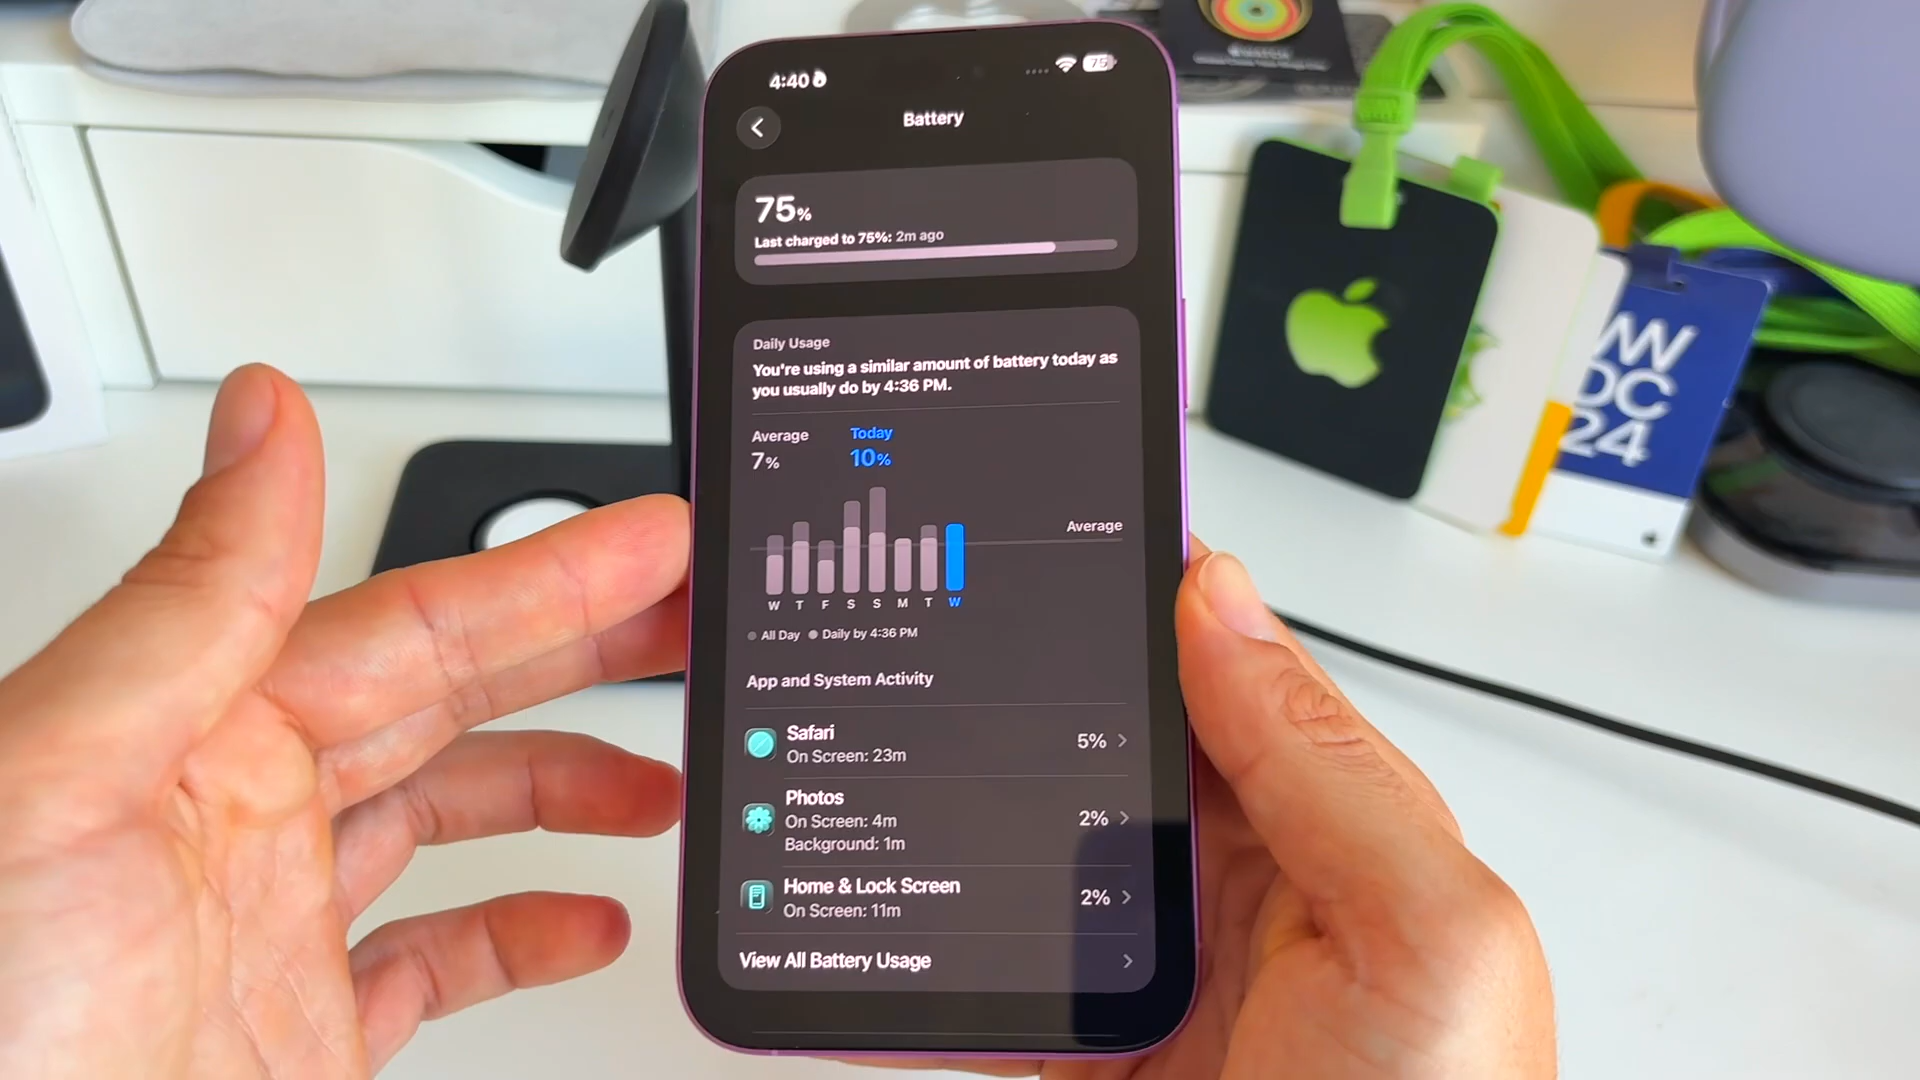 4:40
75
Battery
75%
Last charged to 75%: 2m ago
Daily Usage
You're using a similar amount of battery today as
you usually do by 4:36 PM.
Average
Today
7%
10%
Average
W T F S S M T W
All Day
Daily by 4:36 PM
App and System Activity
Safari
On Screen: 23m
5%
Photos
On Screen: 4m
Background: 1m
2%
Home & Lock Screen
On Screen: 11m
2%
View All Battery Usage
DC
24